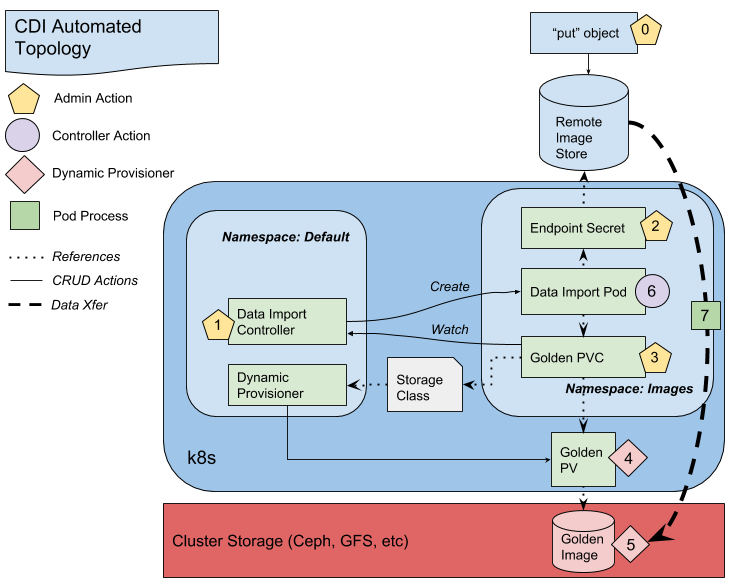 CDI Automated
Topology
"put" object
0
Admin Action
Controller Action
Dynamic Provisioner
Pod Process
References
CRUD Actions
Data Xfer
Remote
Image
Store
Namespace: Default
Endpoint Secret
2
Data Import Pod
6
Create
1
Data Import
Controller
7
Watch
Golden PVC
3
Dynamic
Provisioner
Storage
Class
Namespace: Images
k8s
Golden
PV
4
Cluster Storage (Ceph, GFS, etc)
Golden
Image
5